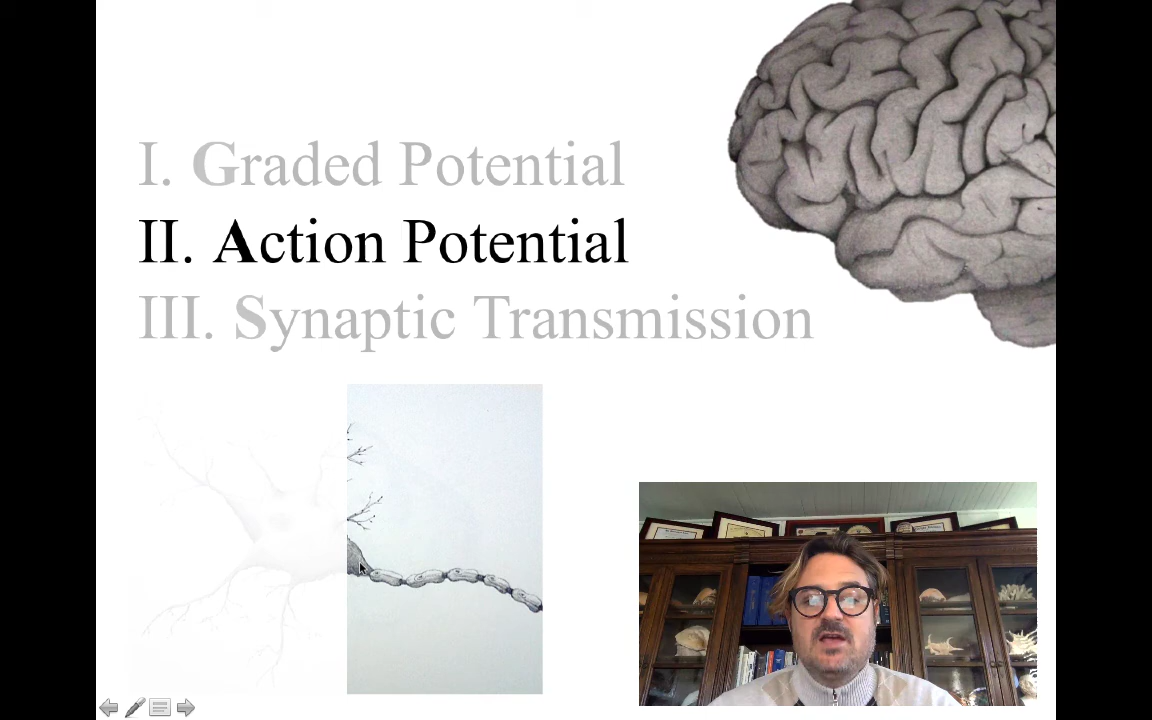 I. Graded Potential
II. Action Potential
III. Synaptic Transmission